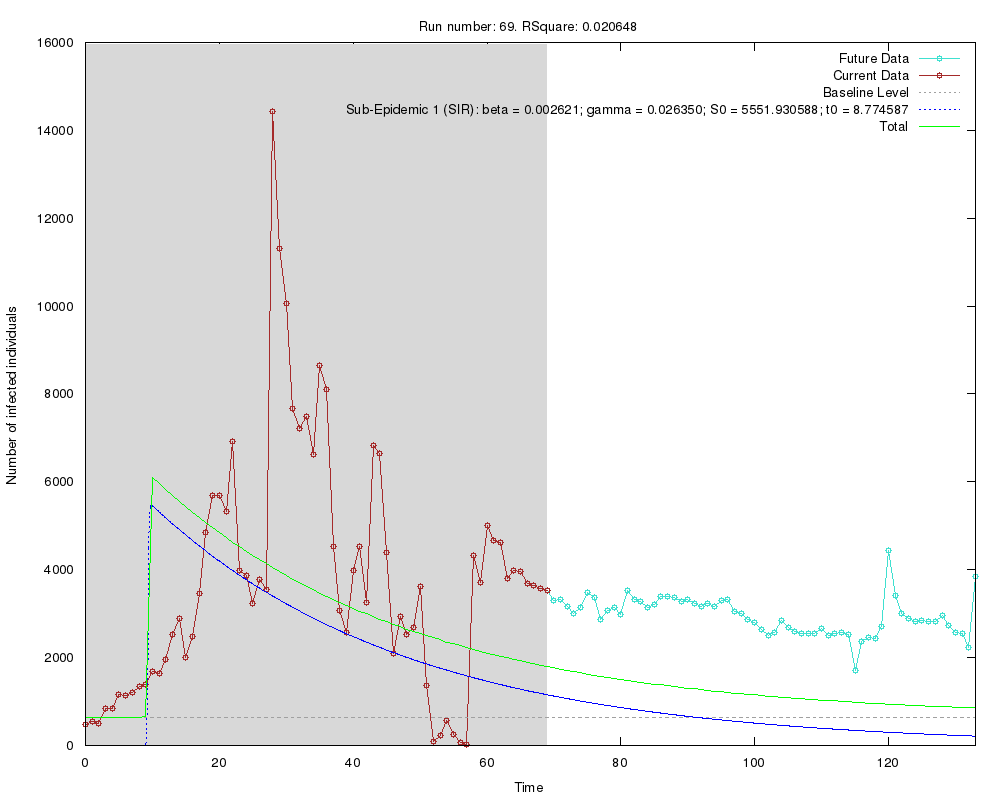 Run number: 69. RSquare: 0.020648
16000
14000
12000
10000
8000
6000
4000
2000
0
Number of infected individuals
Future Data
Current Data
Baseline Level
Sub-Epidemic 1 (SIR): beta = 0.002621; gamma = 0.026350; S0 = 5551.930588; t0 = 8.774587
Total
0 20 40 60 80 100 120
Time